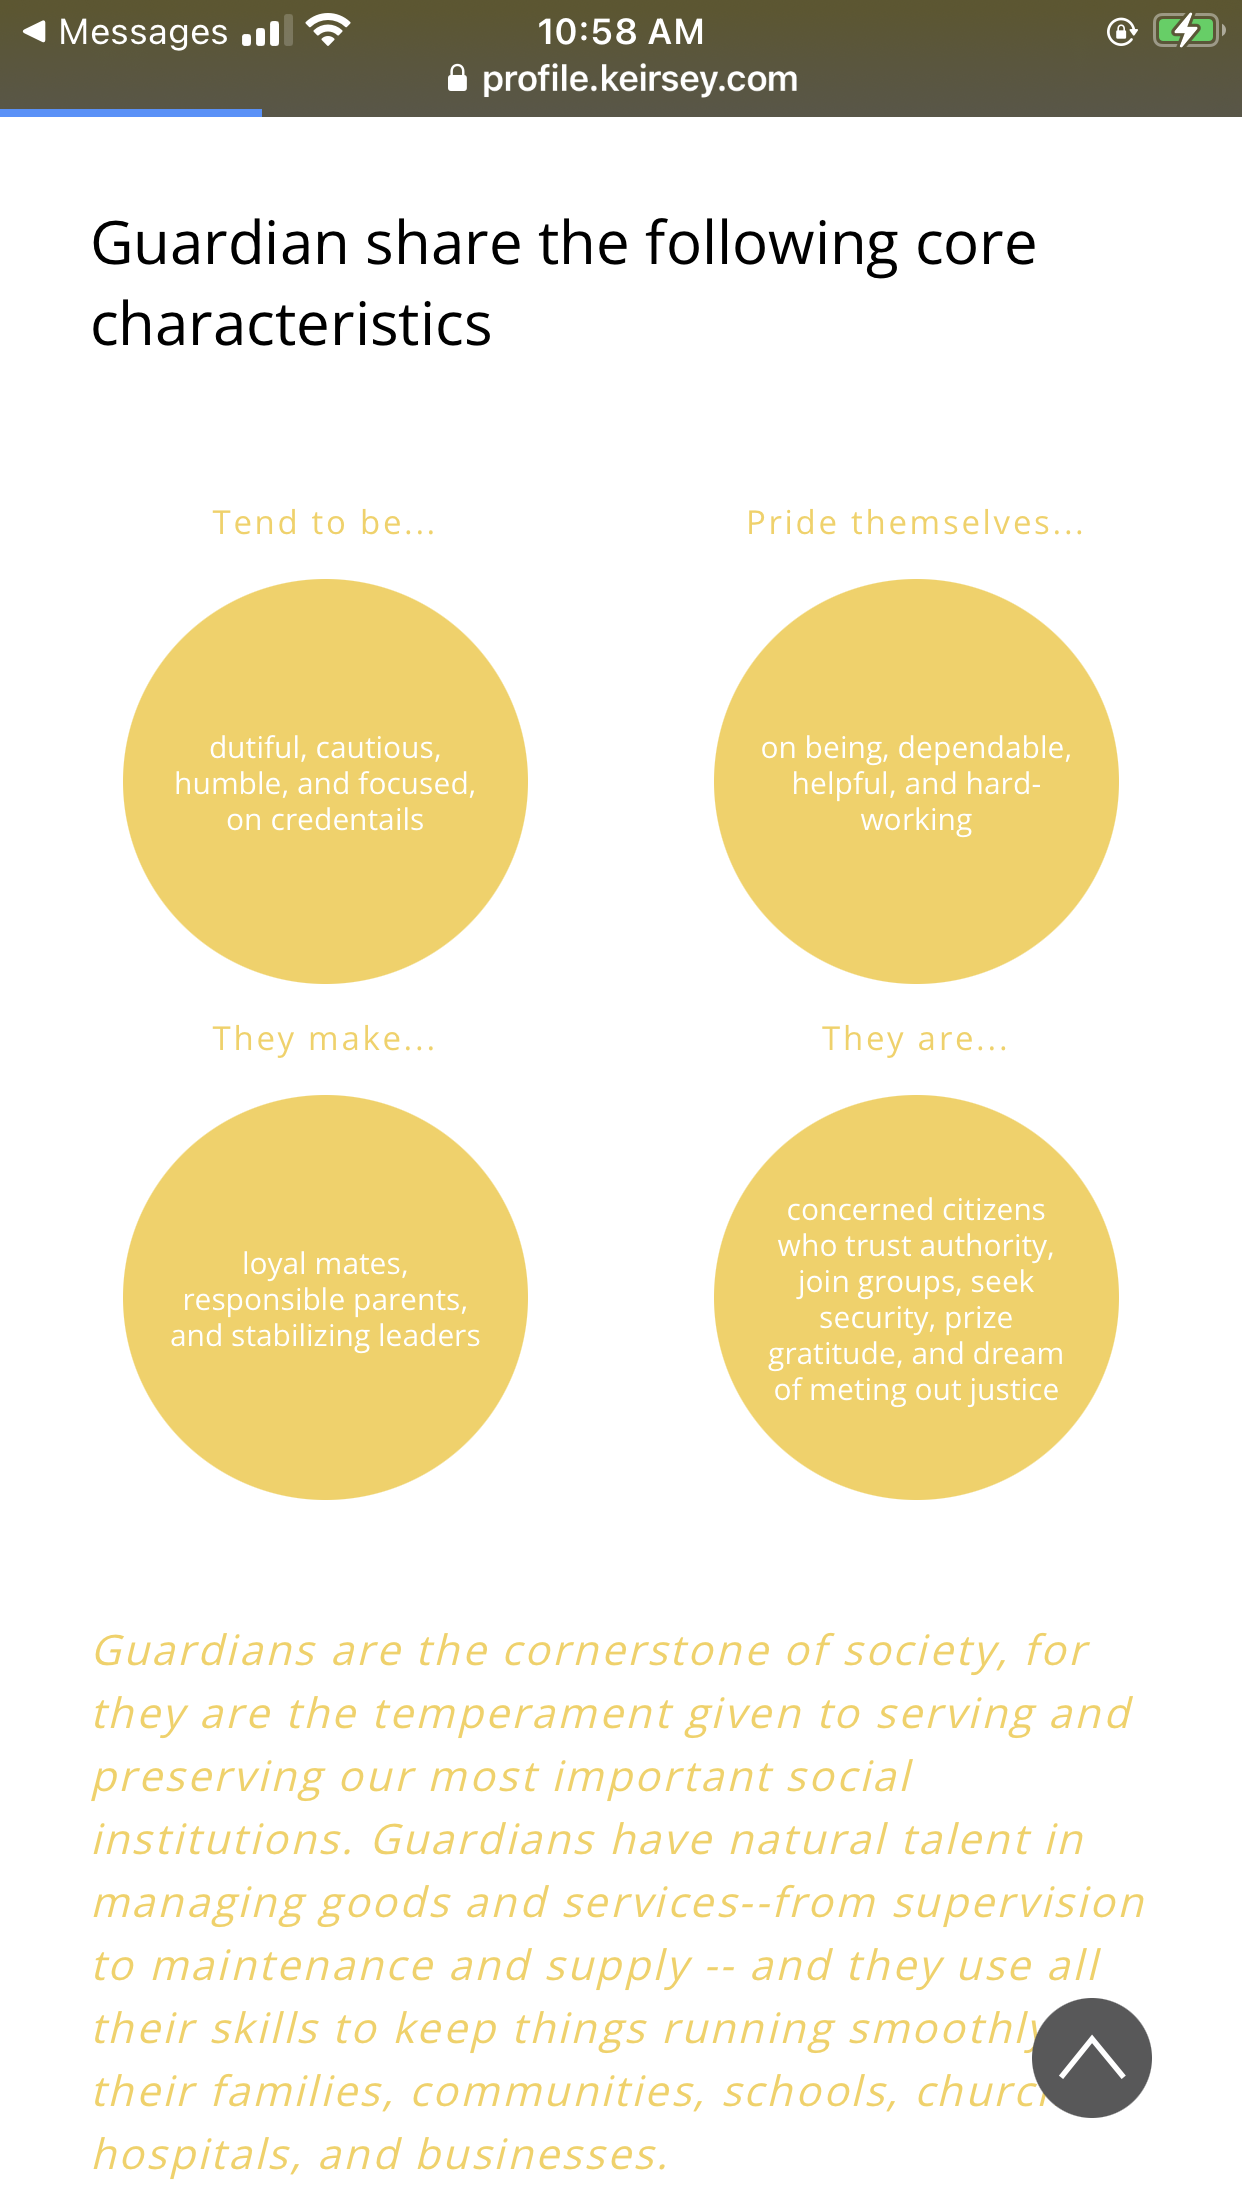 Messages
10:58 AM
profile.keirsey.com
Guardian share the following core
characteristics
Tend to be...
dutiful, cautious,
humble, and focused,
on credentails
Pride themselves...
on being, dependable,
helpful, and hard-
working
They make...
loyal mates,
responsible parents,
and stabilizing leaders
They are...
concerned citizens
who trust authority,
join groups, seek
security, prize
gratitude, and dream
of meting out justice
Guardians are the cornerstone of society, for
they are the temperament given to serving and
preserving our most important social
institutions. Guardians have natural talent in
managing goods and services--from supervision
to maintenance and supply -- and they use all
their skills to keep things running smoothly
their families, communities, schools,
hospitals, and businesses.